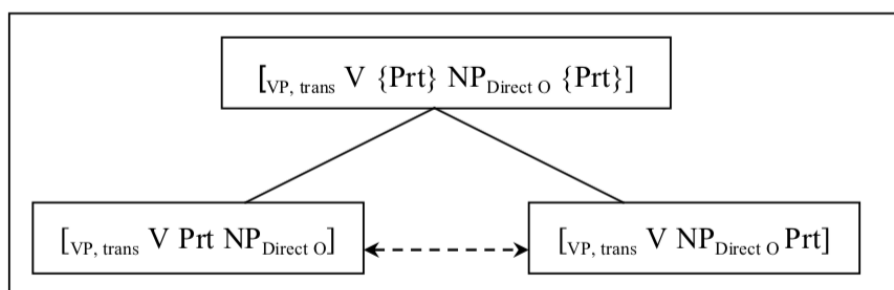 [VP, trans V {Prt} NPDirect O {Prt}]
[VP, trans V Prt NPDirect O]
[VP, trans V NPDirect O Prt]